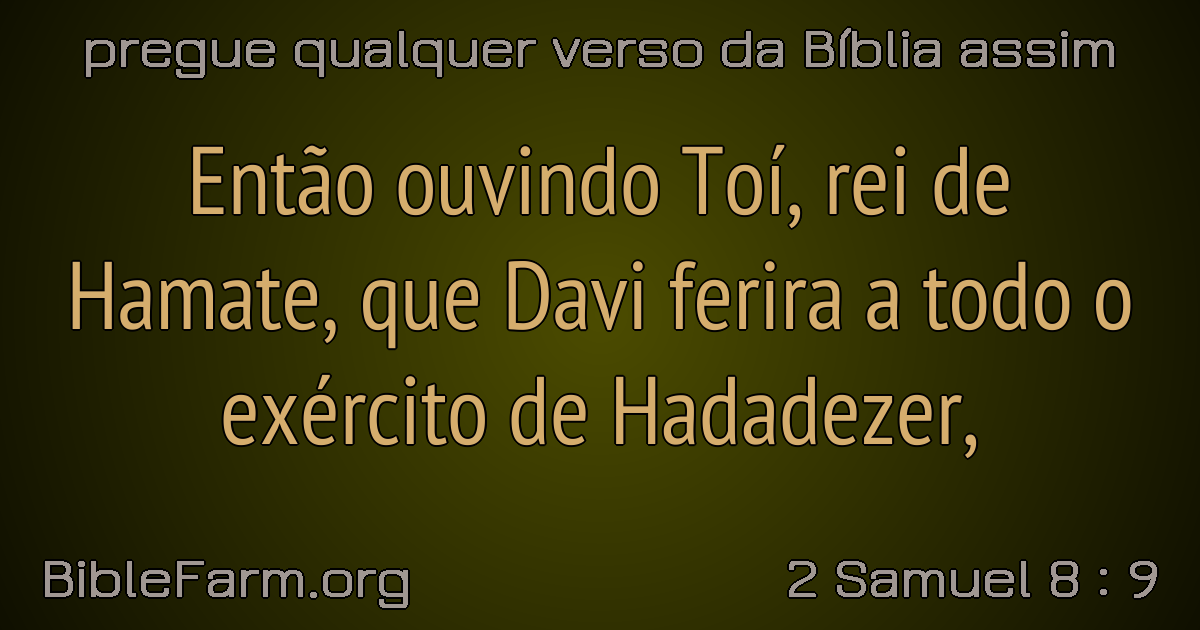 pregue qualquer verso da Bíblia assim
Então ouvindo Toí, rei de
Hamate, que Davi ferira a todo o
exército de Hadadezer,
BibleFarm.org
2 Samuel 8 : 9